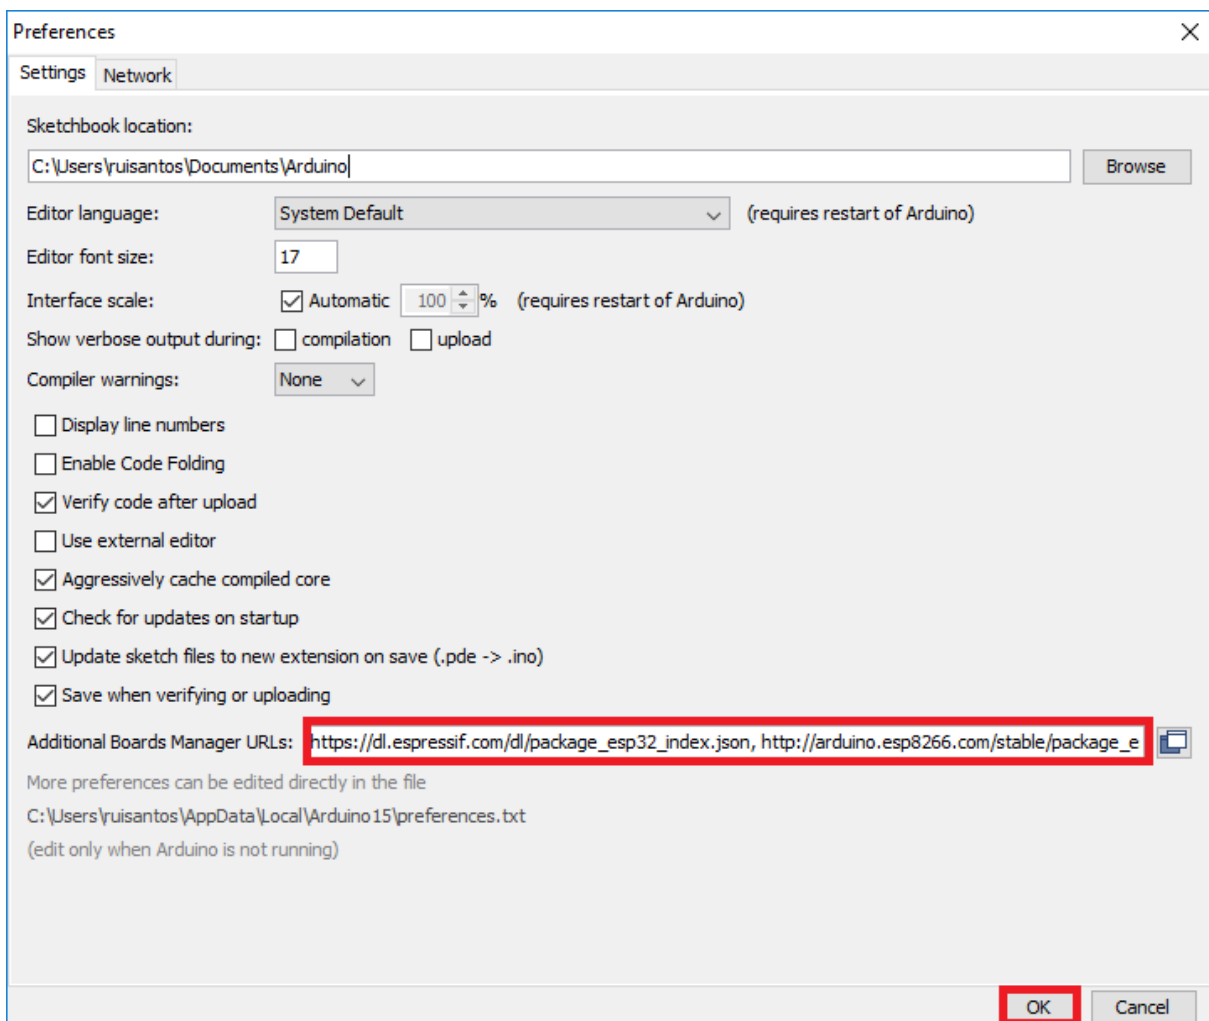 Preferences
Settings Network
Sketchbook location:
C:\Users\ruisantos\Documents\Arduino Browse
Editor language: System Default (requires restart of Arduino)
Editor font size: 17
Interface scale: Automatic 100 % (requires restart of Arduino)
Show verbose output during: compilation upload
Compiler warnings: None
Display line numbers
Enable Code Folding
Verify code after upload
Use external editor
Aggressively cache compiled core
Check for updates on startup
Update sketch files to new extension on save (.pde -> .ino)
Save when verifying or uploading
Additional Boards Manager URLs: https://dl.espressif.com/dl/package_esp32_index.json, http://arduino.esp8266.com/stable/package_e
More preferences can be edited directly in the file
C:\Users\ruisantos\AppData\Local\Arduino15\preferences.txt
(edit only when Arduino is not running)
OK Cancel